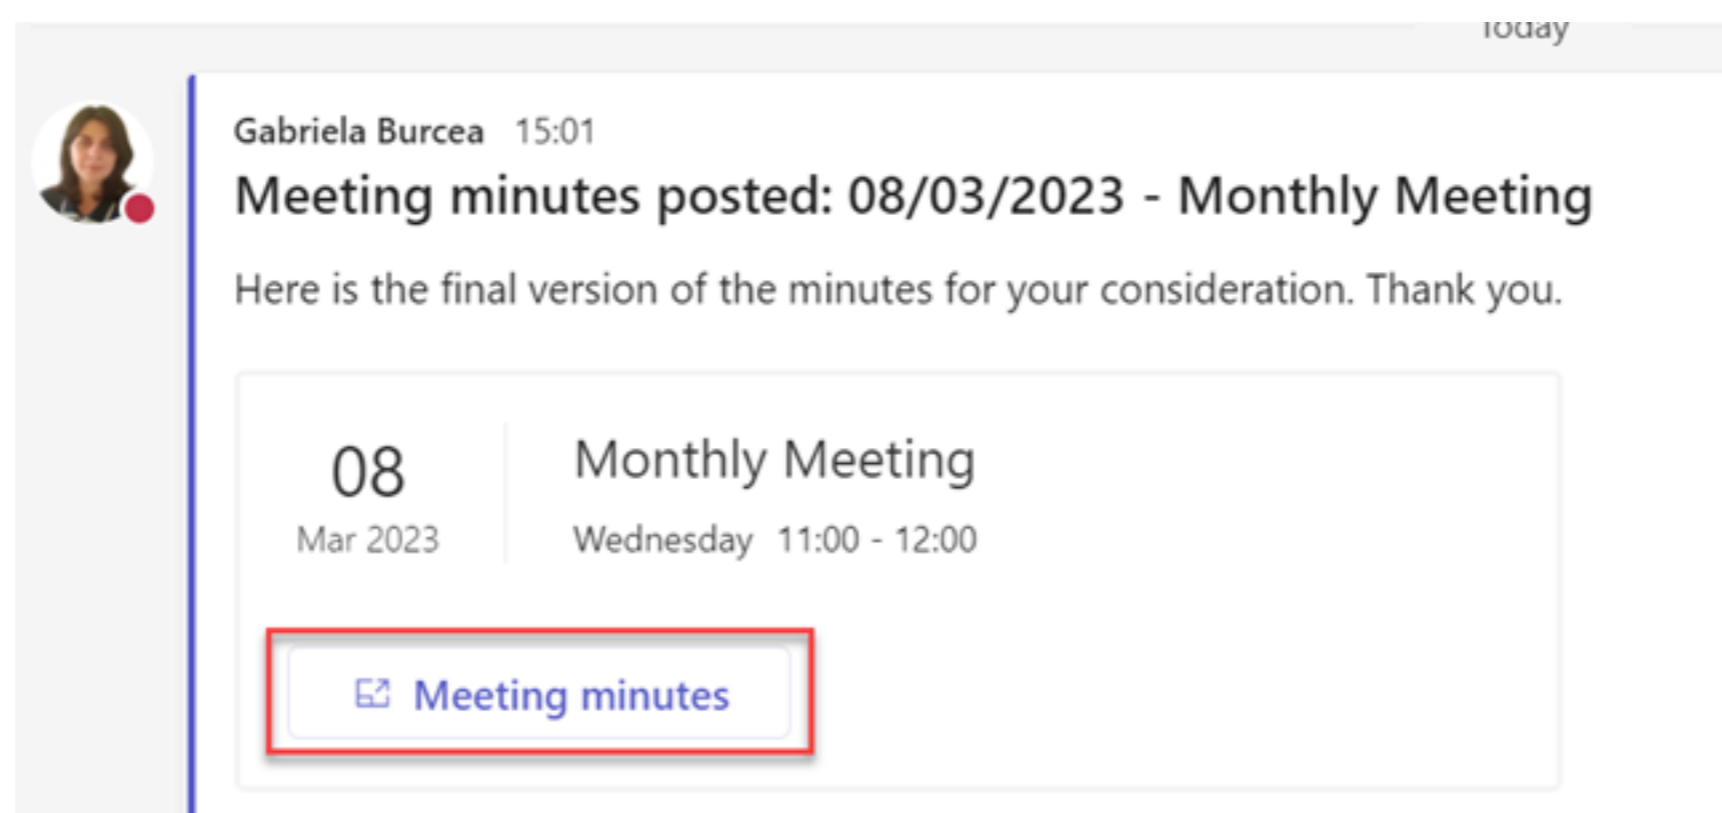 Today
Gabriela Burcea 15:01
Meeting minutes posted: 08/03/2023 - Monthly Meeting
Here is the final version of the minutes for your consideration. Thank you.
08
Mar 2023
Monthly Meeting
Wednesday 11:00 - 12:00
Meeting minutes